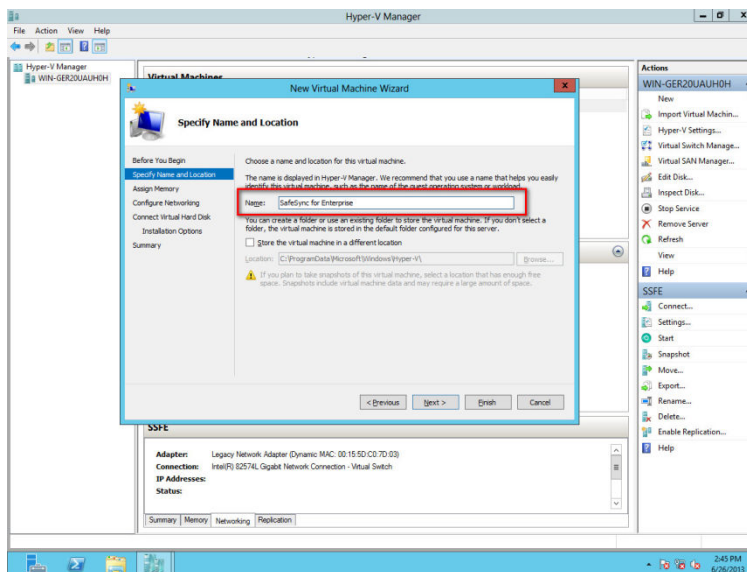 Hyper-V Manager
File Action View Help
Hyper-V Manager
WIN-GER20UAUH0H
Virtual Machines
New Virtual Machine Wizard
X
Specify Name and Location
Before You Begin
Specify Name and Location
Assign Memory
Configure Networking
Connect Virtual Hard Disk
Installation Options
Summary
Choose a name and location for this virtual machine.
The name is displayed in Hyper-V Manager. We recommend that you use a name that helps you easily
identify this virtual machine, such as the name of the guest operating system or workload.
Name: SafeSync for Enterprise
You can create a folder or use an existing folder to store the virtual machine. If you don't select a
folder, the virtual machine is stored in the default folder configured for this server.
Store the virtual machine in a different location
Location: C:\ProgramData\Microsoft\Windows\Hyper-V\ Browse...
If you plan to take snapshots of this virtual machine, select a location that has enough free
space. Snapshots include virtual machine data and may require a large amount of space.
< Previous Next > Finish Cancel
SSFE
Adapter: Legacy Network Adapter (Dynamic MAC: 00:15:5D:C0:7D:03)
Connection: Intel(R) 82574L Gigabit Network Connection - Virtual Switch
IP Addresses:
Status:
Summary Memory Networking Replication
Actions
WIN-GER20UAUH0H
New
Import Virtual Machin...
Hyper-V Settings...
Virtual Switch Manage...
Virtual SAN Manager...
Edit Disk...
Inspect Disk...
Stop Service
Remove Server
Refresh
View
Help
SSFE
Connect...
Settings...
Start
Snapshot
Move...
Export...
Rename...
Delete...
Enable Replication...
Help
2:45 PM
6/26/2013